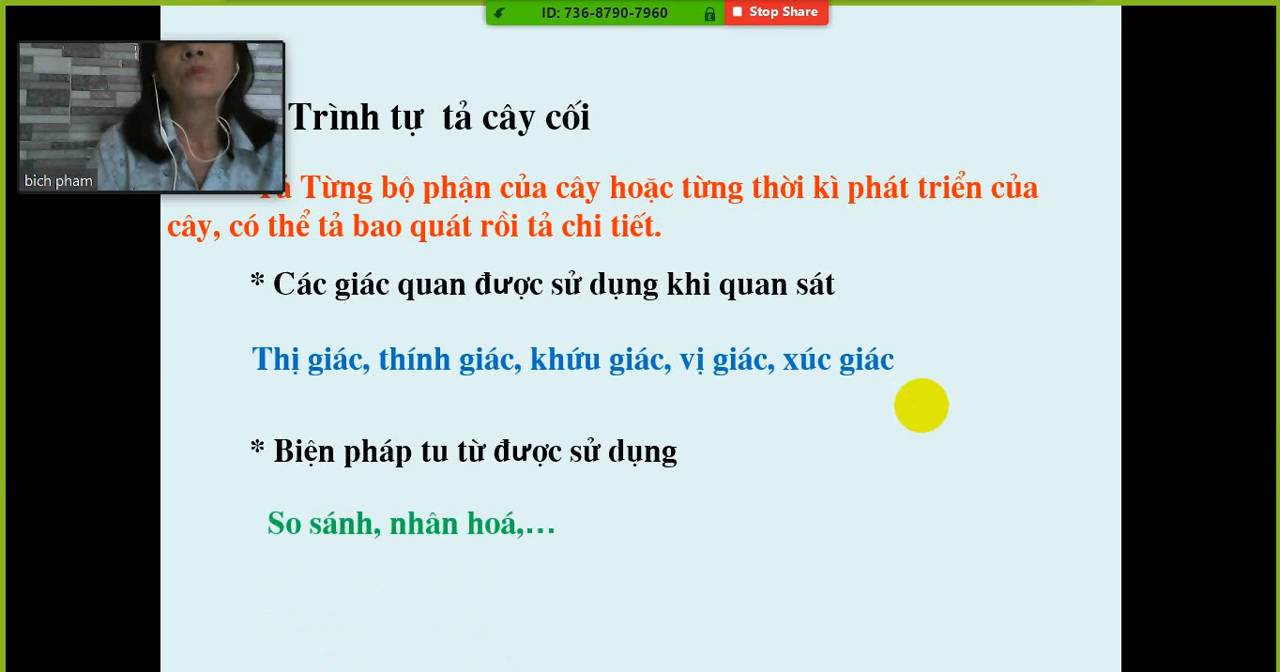 ID: 736-8790-7960
Stop Share
bich pham
Trình tự tả cây cối
Từng bộ phận của cây hoặc từng thời kì phát triển của
cây, có thể tả bao quát rồi tả chi tiết.
* Các giác quan được sử dụng khi quan sát
Thị giác, thính giác, khứu giác, vị giác, xúc giác
* Biện pháp tu từ được sử dụng
So sánh, nhân hoá,...